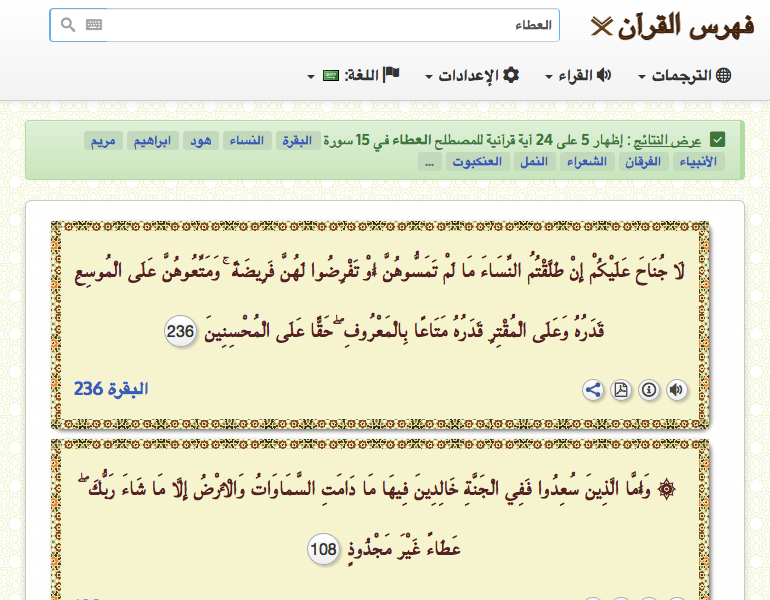 فهرس القرآن
العطاء
الترجمات القراء الإعدادات اللغة:
عرض النتائج : إظهار 5 على 24 آية قرآنية للمصطلح العطاء في 15 سورة البقرة النساء هود ابراهيم مريم
الأنبياء الفرقان الشعراء النمل العنكبوت ...
لَّا جُنَاحَ عَلَيْكُمْ إِن طَلَّقْتُمُ النِّسَاءَ مَا لَمْ تَمَسُّوهُنَّ أَوْ تَفْرِضُوا لَهُنَّ فَرِيضَةً ۚ وَمَتِّعُوهُنَّ عَلَى الْمُوسِعِ
قَدَرُهُ وَعَلَى الْمُقْتِرِ قَدَرُهُ مَتَاعًا بِالْمَعْرُوفِ ۖ حَقًّا عَلَى الْمُحْسِنِينَ 236
البقرة 236
۞ وَأَمَّا الَّذِينَ سُعِدُوا فَفِي الْجَنَّةِ خَالِدِينَ فِيهَا مَا دَامَتِ السَّمَاوَاتُ وَالْأَرْضُ إِلَّا مَا شَاءَ رَبُّكَ ۖ
عَطَاءً غَيْرَ مَجْذُوذٍ 108